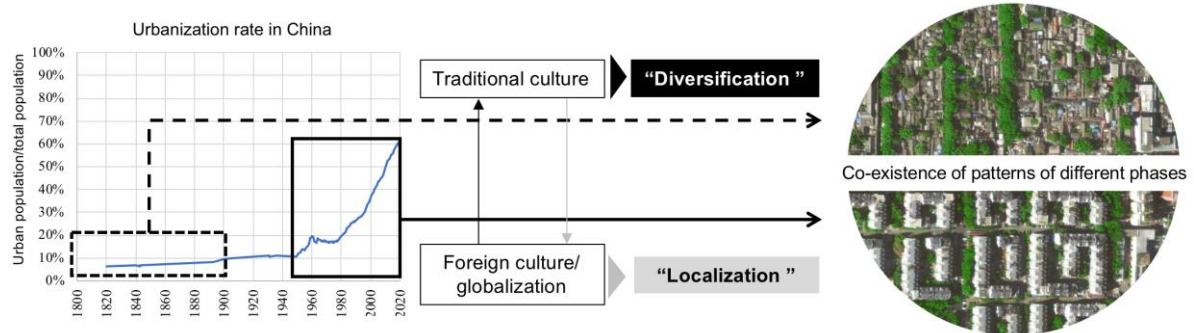 Urbanization rate in China
Urban population/total population
100%
90%
80%
70%
60%
50%
40%
30%
20%
10%
0%
1800
1820
1840
1860
1880
1900
1920
1940
1960
1980
2000
2020
Traditional culture
“Diversification ”
Foreign culture/
globalization
“Localization ”
Co-existence of patterns of different phases